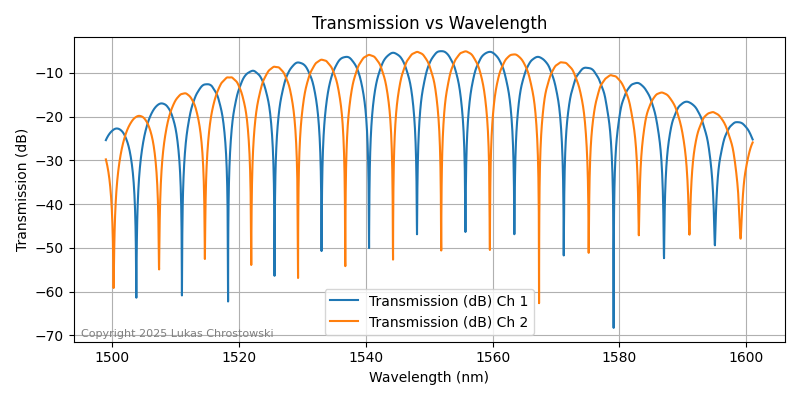 Transmission vs Wavelength
Transmission (dB)
−10
−20
−30
−40
−50
−60
−70
Transmission (dB) Ch 1
Transmission (dB) Ch 2
Copyright 2025 Lukas Chrostowski
1500 1520 1540 1560 1580 1600
Wavelength (nm)